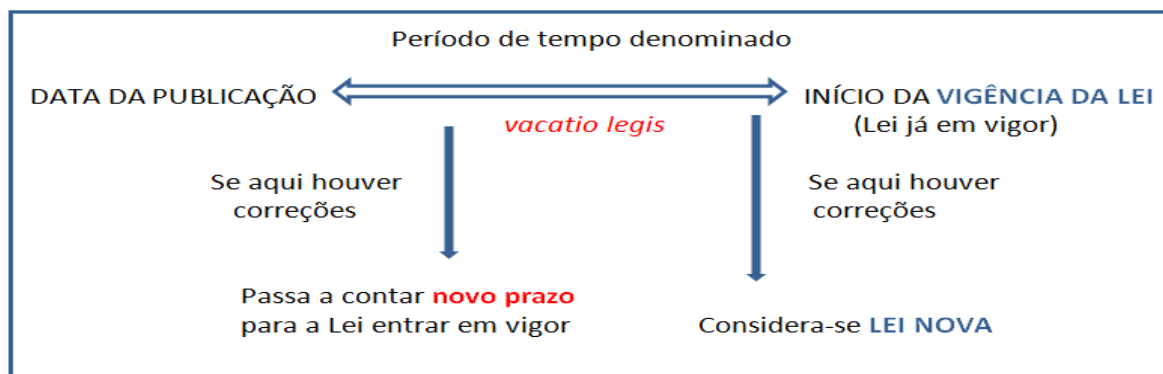 Período de tempo denominado
DATA DA PUBLICAÇÃO
INÍCIO DA VIGÊNCIA DA LEI
vacatio legis
(Lei já em vigor)
Se aqui houver
correções
Se aqui houver
correções
Passa a contar novo prazo
para a Lei entrar em vigor
Considera-se LEI NOVA